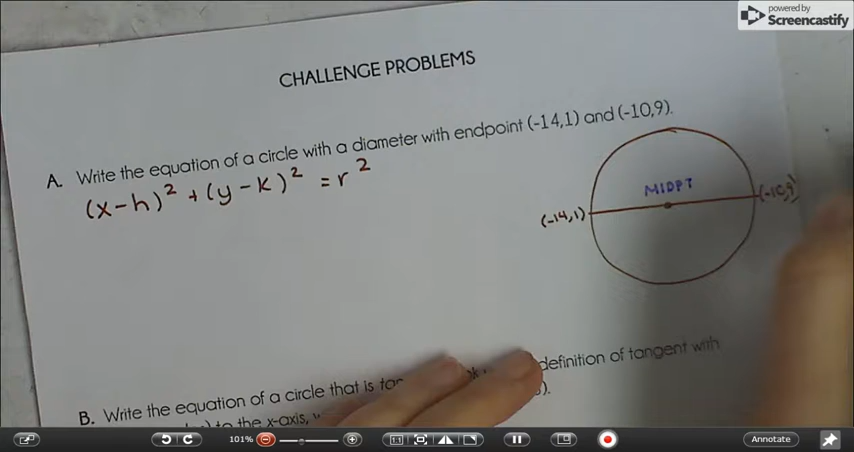 powered by
Screencastify
CHALLENGE PROBLEMS
A. Write the equation of a circle with a diameter with endpoint (-14,1) and (-10,9).
(x-h)² + (y-k)² = r²
MIDPT
(-14,1)
(-10,9)
B. Write the equation of a circle that is definition of tangent with
to the x-axis,
101%
1:1
Annotate